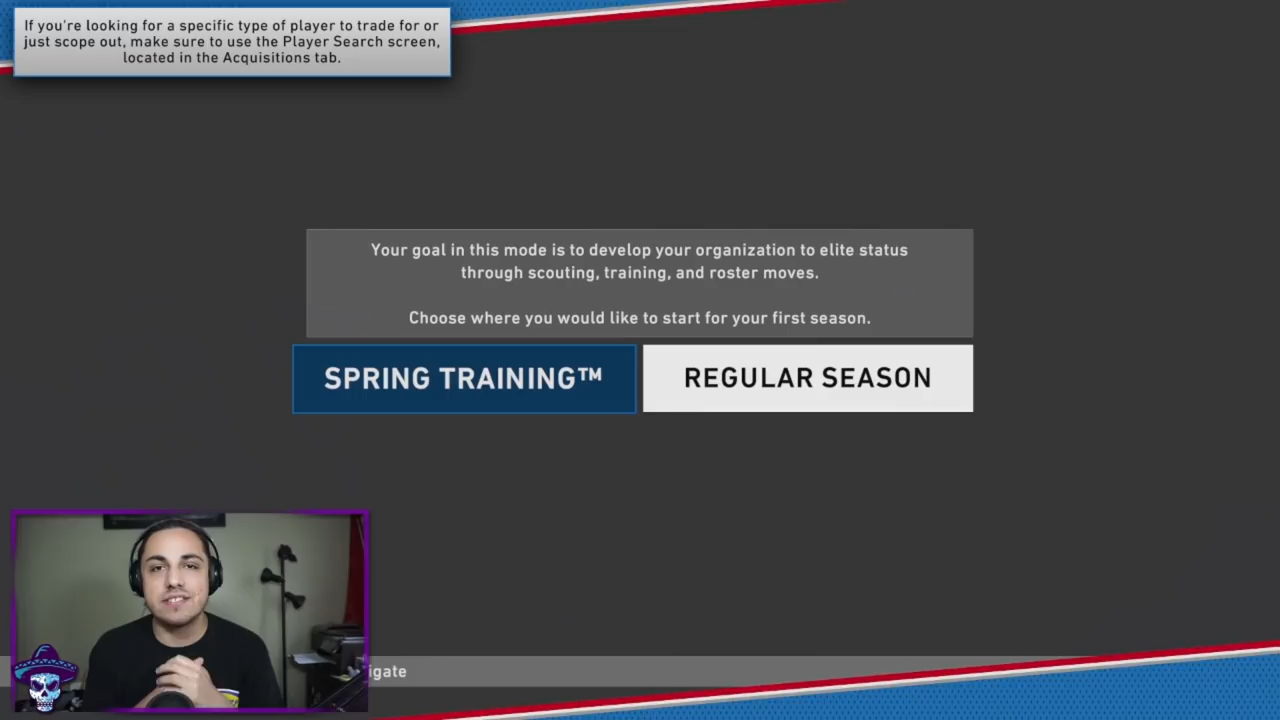 If you're looking for a specific type of player to trade for or
just scope out, make sure to use the Player Search screen,
located in the Acquisitions tab.
Your goal in this mode is to develop your organization to elite status
through scouting, training, and roster moves.
Choose where you would like to start for your first season.
SPRING TRAINING™
REGULAR SEASON
igate